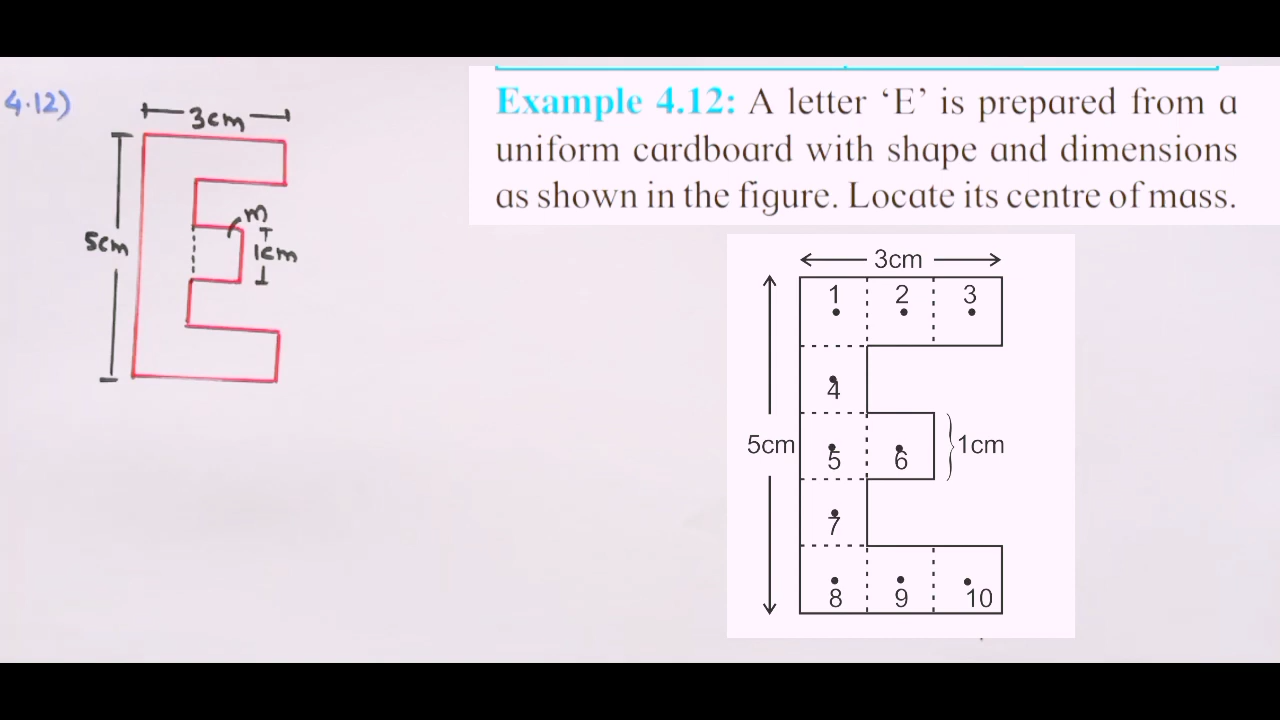 4.12)
3cm
5cm
m
1cm
Example 4.12: A letter ‘E’ is prepared from a
uniform cardboard with shape and dimensions
as shown in the figure. Locate its centre of mass.
3cm
1 2 3
4
5cm 5 6 1cm
7
8 9 10